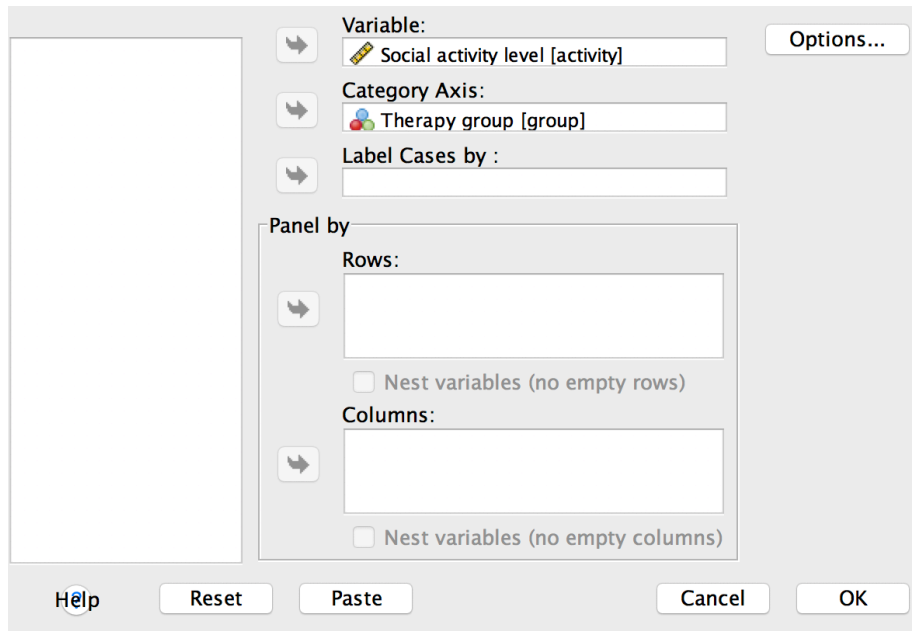 Variable:
Options...
Social activity level [activity]
Category Axis:
Therapy group [group]
Label Cases by :
Panel by
Rows:
Nest variables (no empty rows)
Columns:
Nest variables (no empty columns)
Help
Reset
Paste
Cancel
OK